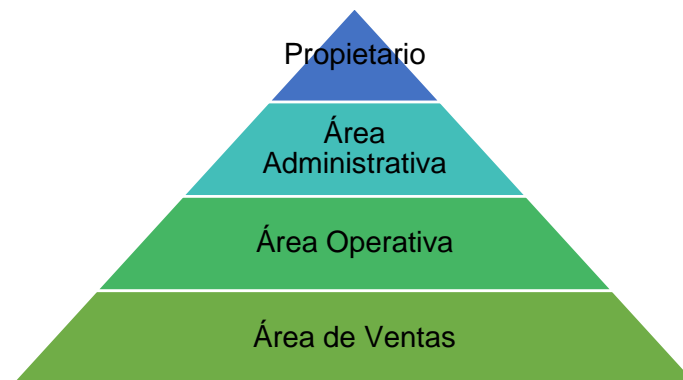 Propietario
Área
Administrativa
Área Operativa
Área de Ventas